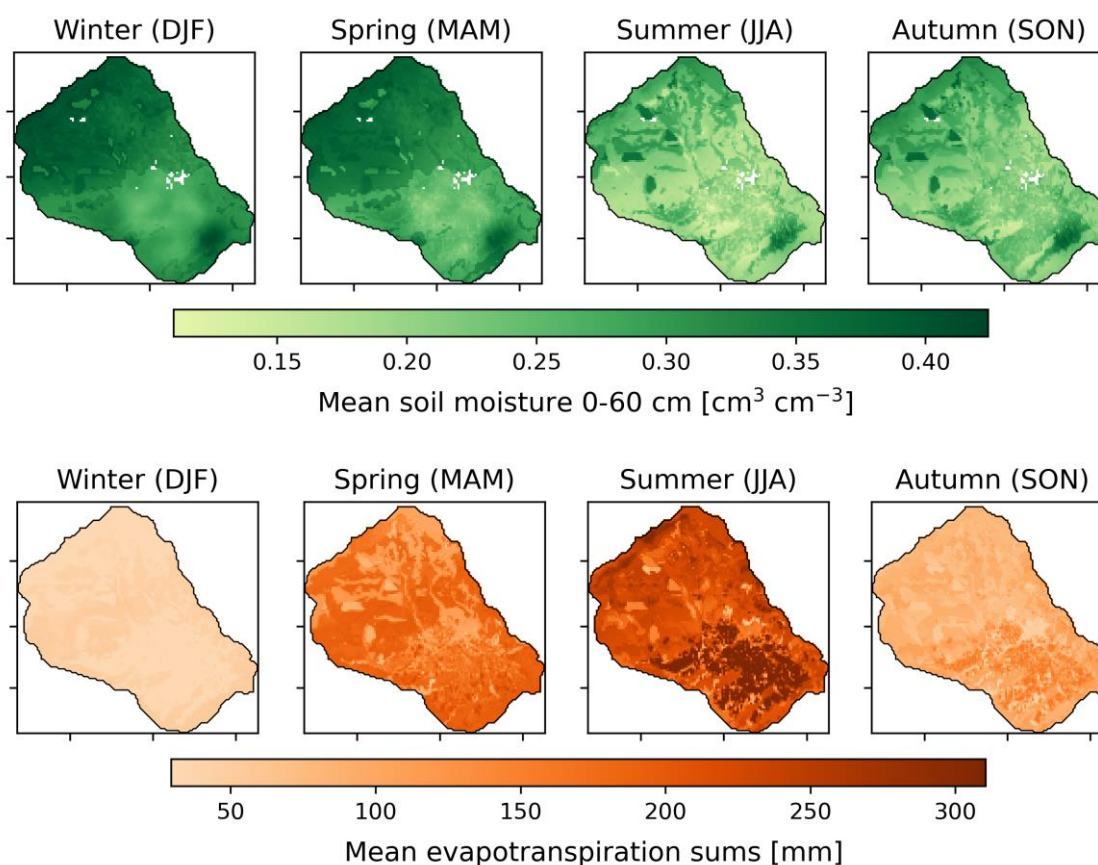 Winter (DJF) Spring (MAM) Summer (JJA) Autumn (SON)
0.15 0.20 0.25 0.30 0.35 0.40
Mean soil moisture 0-60 cm [cm³ cm⁻³]
Winter (DJF) Spring (MAM) Summer (JJA) Autumn (SON)
50 100 150 200 250 300
Mean evapotranspiration sums [mm]